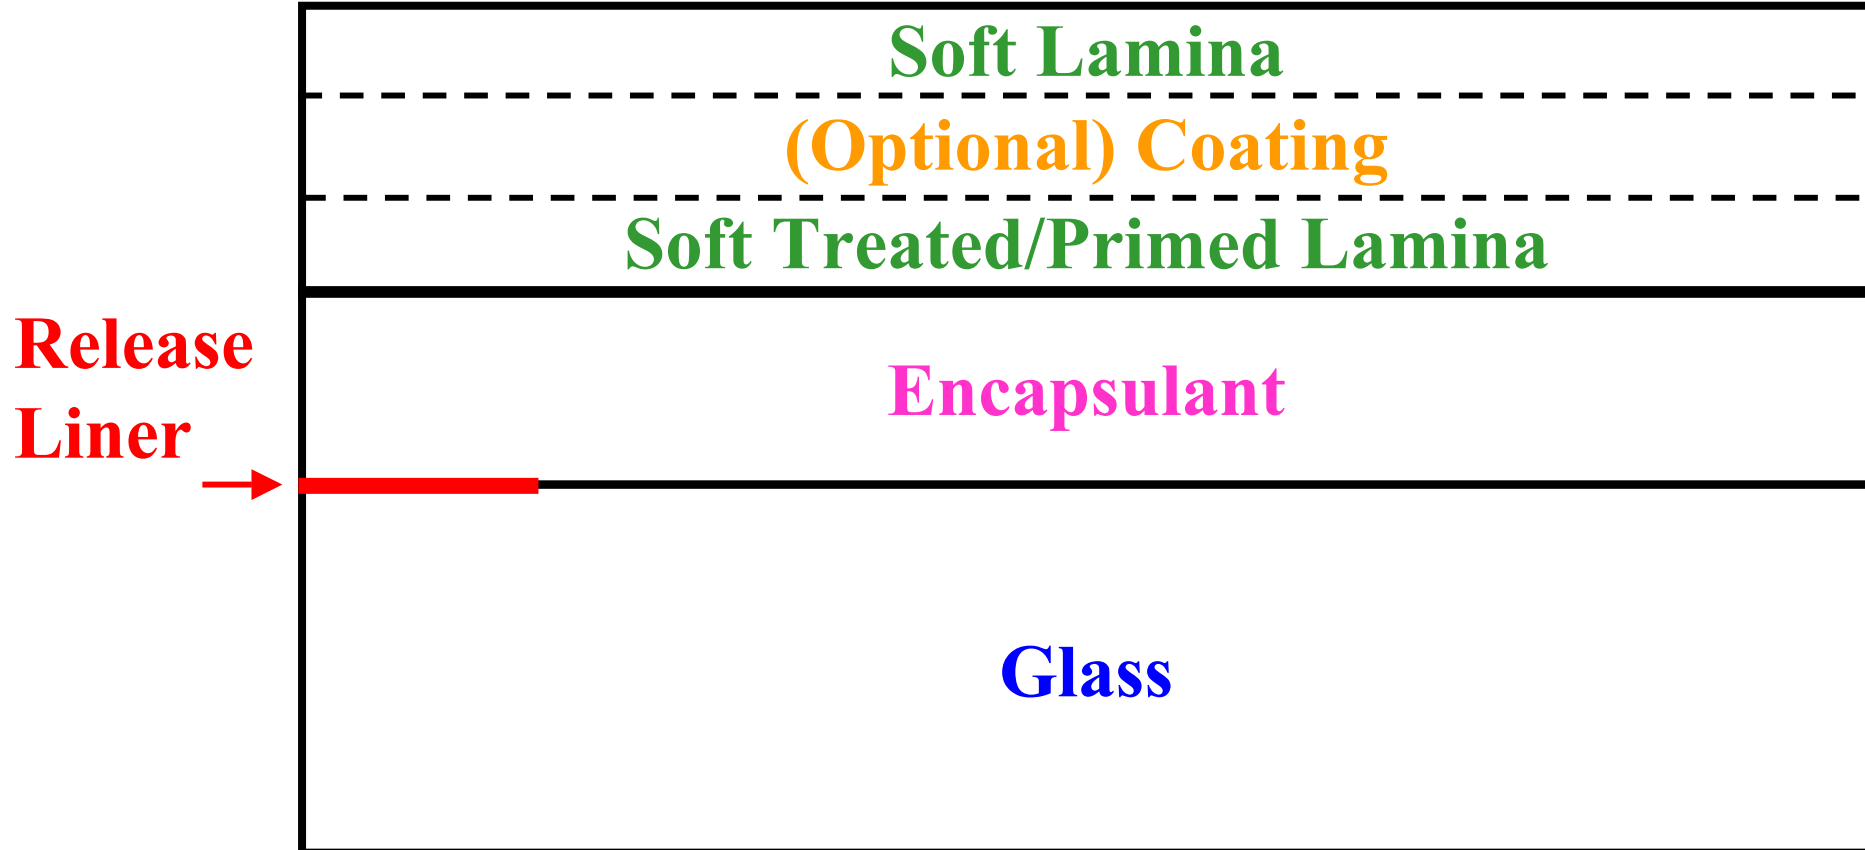 Soft Lamina
(Optional) Coating
Soft Treated/Primed Lamina
Release
Liner
Encapsulant
Glass